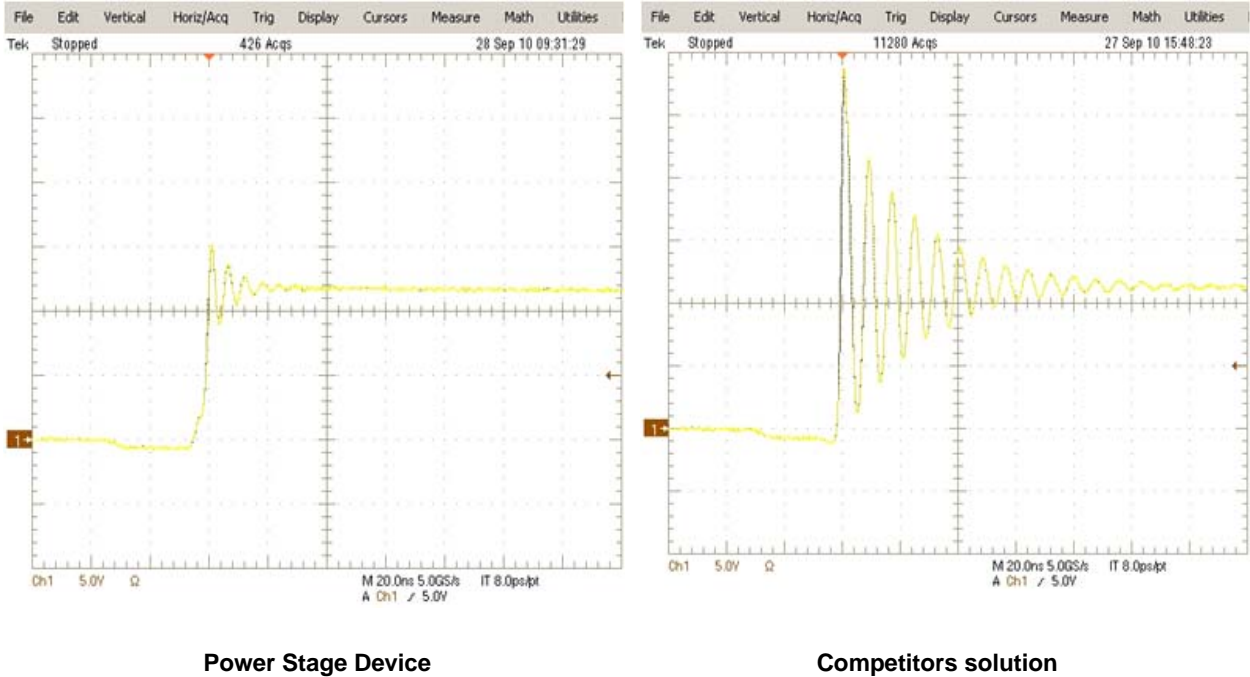 File Edit Vertical Horiz/Acq Trig Display Cursors Measure Math Utilities
Tek Stopped 426 Acqs 28 Sep 10 09:31:29
1
Ch1 5.0V Ω M 20.0ns 5.0GS/s IT 8.0ps/pt
A Ch1 5.0V
Power Stage Device
File Edit Vertical Horiz/Acq Trig Display Cursors Measure Math Utilities
Tek Stopped 11280 Acqs 27 Sep 10 15:48:23
1
Ch1 5.0V Ω M 20.0ns 5.0GS/s IT 8.0ps/pt
A Ch1 5.0V
Competitors solution